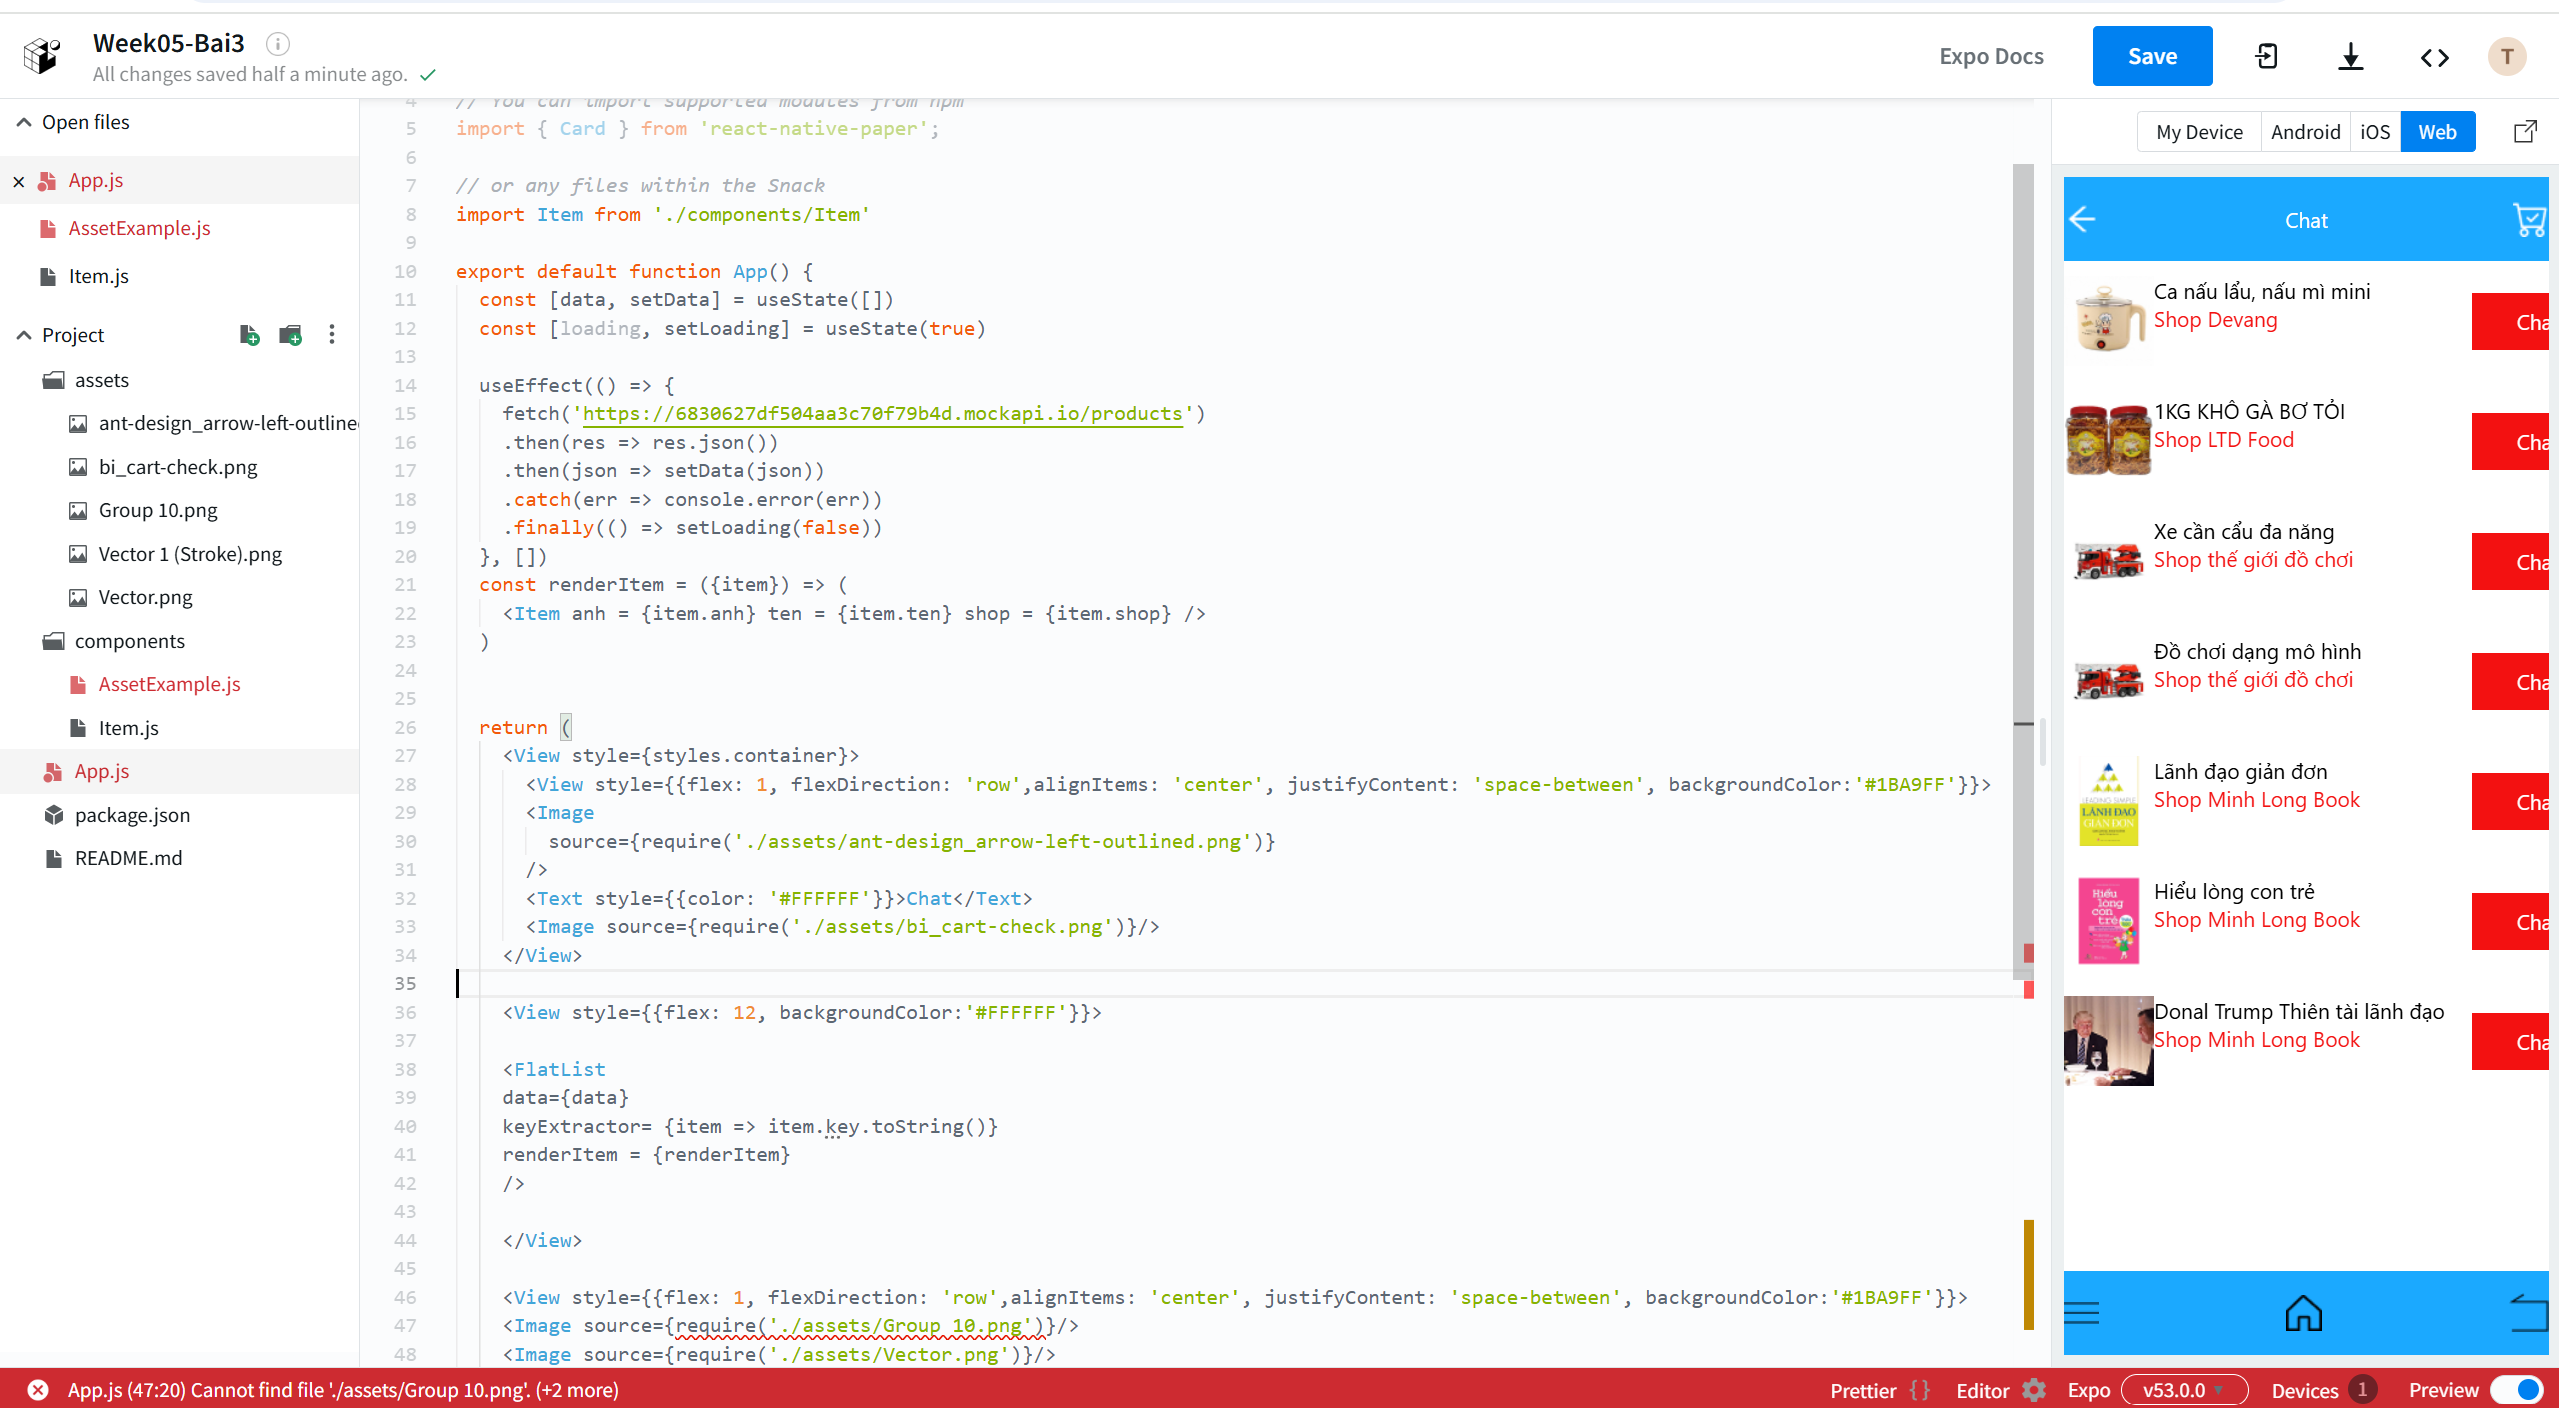 Week05-Bai3
All changes saved half a minute ago.
Expo Docs
Save
T
Open files
App.js
AssetExample.js
Item.js
Project
assets
ant-design_arrow-left-outline
bi_cart-check.png
Group 10.png
Vector 1 (Stroke).png
Vector.png
components
AssetExample.js
Item.js
App.js
package.json
README.md
4 // You can import supported modules from npm
5 import { Card } from 'react-native-paper';
6
7 // or any files within the Snack
8 import Item from './components/Item'
9
10 export default function App() {
11 const [data, setData] = useState([])
12 const [loading, setLoading] = useState(true)
13
14 useEffect(() => {
15 fetch('https://6830627df504aa3c70f79b4d.mockapi.io/products')
16 .then(res => res.json())
17 .then(json => setData(json))
18 .catch(err => console.error(err))
19 .finally(() => setLoading(false))
20 }, [])
21 const renderItem = ({item}) => (
22 <Item anh = {item.anh} ten = {item.ten} shop = {item.shop} />
23 )
24
25
26 return (
27 <View style={styles.container}>
28 <View style={{flex: 1, flexDirection: 'row',alignItems: 'center', justifyContent: 'space-between', backgroundColor:'#1BA9FF'}}>
29 <Image
30 source={require('./assets/ant-design_arrow-left-outlined.png')}
31 />
32 <Text style={{color: '#FFFFFF'}}>Chat</Text>
33 <Image source={require('./assets/bi_cart-check.png')}/>
34 </View>
35
36 <View style={{flex: 12, backgroundColor:'#FFFFFF'}}>
37
38 <FlatList
39 data={data}
40 keyExtractor= {item => item.key.toString()}
41 renderItem = {renderItem}
42 />
43
44 </View>
45
46 <View style={{flex: 1, flexDirection: 'row',alignItems: 'center', justifyContent: 'space-between', backgroundColor:'#1BA9FF'}}>
47 <Image source={require('./assets/Group 10.png')}/>
48 <Image source={require('./assets/Vector.png')}/>
My Device
Android
iOS
Web
Chat
Ca nấu lẩu, nấu mì mini
Shop Devang
Cha
1KG KHÔ GÀ BƠ TỎI
Shop LTD Food
Cha
Xe cần cẩu đa năng
Shop thế giới đồ chơi
Cha
Đồ chơi dạng mô hình
Shop thế giới đồ chơi
Cha
LEADING SIMPLE
LÃNH ĐẠO
GIẢN ĐƠN
Lãnh đạo giản đơn
Shop Minh Long Book
Cha
Hiểu
lòng
con
trẻ
Hiểu lòng con trẻ
Shop Minh Long Book
Cha
Donal Trump Thiên tài lãnh đạo
Shop Minh Long Book
Cha
App.js (47:20) Cannot find file './assets/Group 10.png'. (+2 more)
Prettier { }
Editor
Expo
v53.0.0
Devices 1
Preview